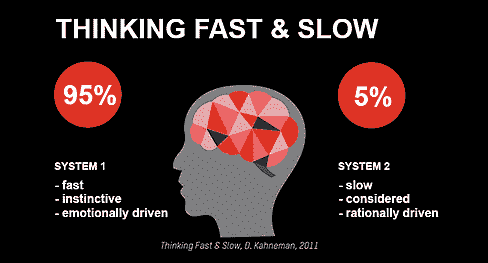 THINKING FAST & SLOW
95%
5%
SYSTEM 1
- fast
- instinctive
- emotionally driven
SYSTEM 2
- slow
- considered
- rationally driven
Thinking Fast & Slow, D. Kahneman, 2011